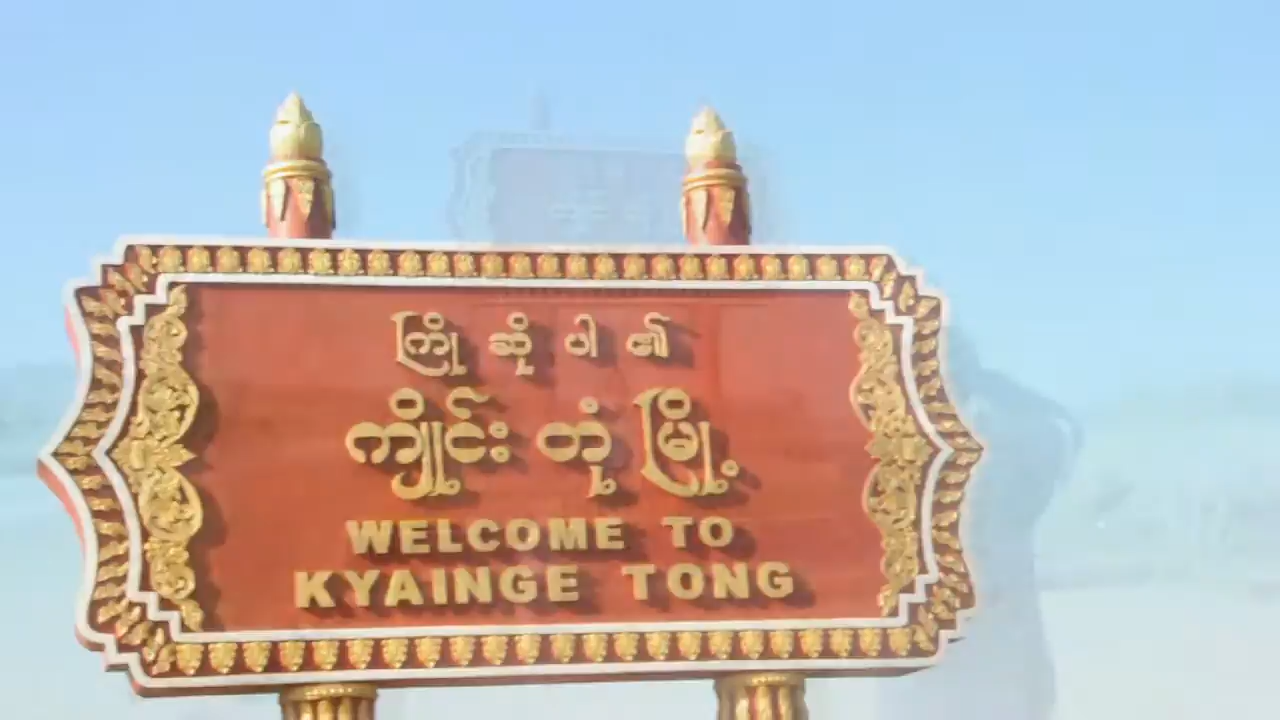 ကြို ဆို ပါ ၏
ကျိုင်း တုံ မြို့
WELCOME TO
KYAINGE TONG